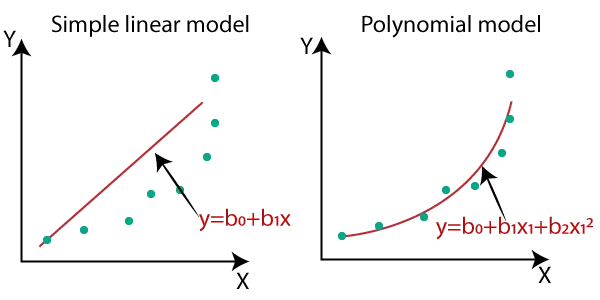 Simple linear model
Y
y=b₀+b₁x
X
Polynomial model
Y
y=b₀+b₁x₁+b₂x₁²
X